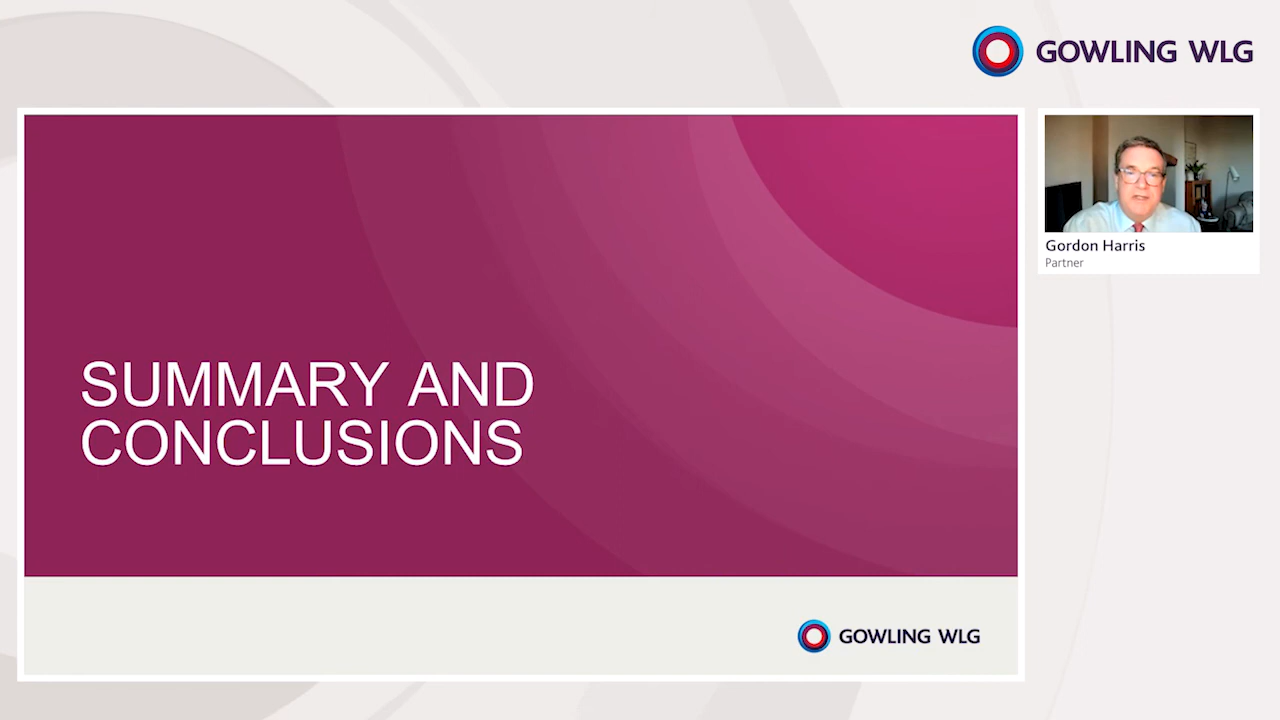 GOWLING WLG
SUMMARY AND
CONCLUSIONS
GOWLING WLG
Gordon Harris
Partner